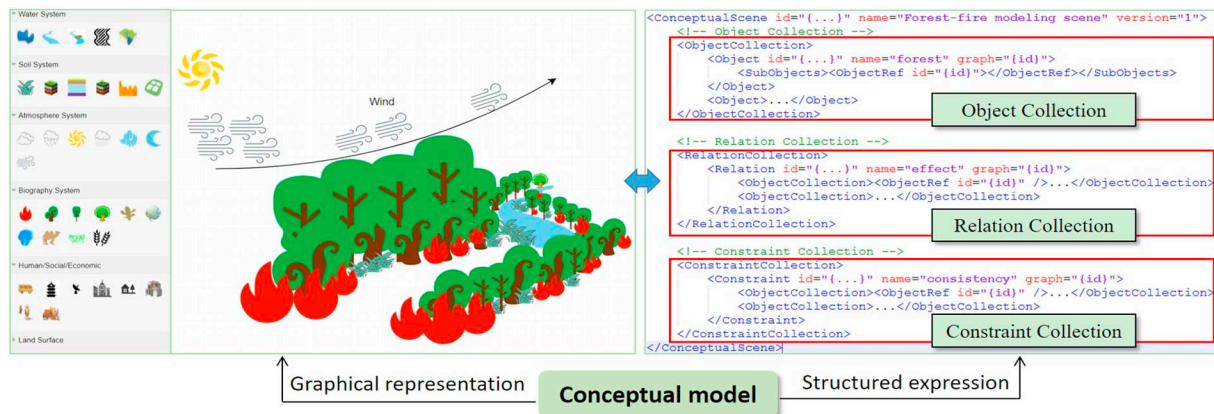 Water System
Soil System
Atmosphere System
Biography System
Human/Social/Economic
Land Surface
Wind
<ConceptualScene id="{...}" name="Forest-fire modeling scene" version="1">
<!-- Object Collection -->
<ObjectCollection>
<Object id="{...}" name="forest" graph="{id}">
<SubObjects><ObjectRef id="{id}"></ObjectRef></SubObjects>
</Object>
<Object>...</Object>
</ObjectCollection>
Object Collection
<!-- Relation Collection -->
<RelationCollection>
<Relation id="{...}" name="effect" graph="{id}">
<ObjectCollection><ObjectRef id="{id}" />...</ObjectCollection>
<ObjectCollection>...</ObjectCollection>
</Relation>
</RelationCollection>
Relation Collection
<!-- Constraint Collection -->
<ConstraintCollection>
<Constraint id="{...}" name="consistency" graph="{id}">
<ObjectCollection><ObjectRef id="{id}" />...</ObjectCollection>
<ObjectCollection>...</ObjectCollection>
</Constraint>
</ConstraintCollection>
Constraint Collection
</ConceptualScene>
Graphical representation
Conceptual model
Structured expression